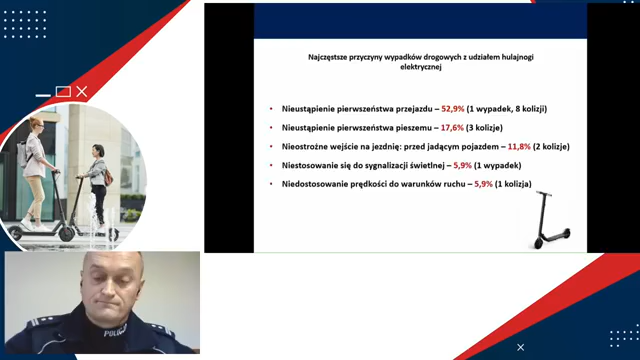 Najczęstsze przyczyny wypadków drogowych z udziałem hulajnogi
elektrycznej
• Nieustąpienie pierwszeństwa przejazdu – 52,9% (1 wypadek, 8 kolizji)
• Nieustąpienie pierwszeństwa pieszemu – 17,6% (3 kolizje)
• Nieostrożne wejście na jezdnię: przed jadącym pojazdem – 11,8% (2 kolizje)
• Niestosowanie się do sygnalizacji świetlnej – 5,9% (1 wypadek)
• Niedostosowanie prędkości do warunków ruchu – 5,9% (1 kolizja)
POLICJA